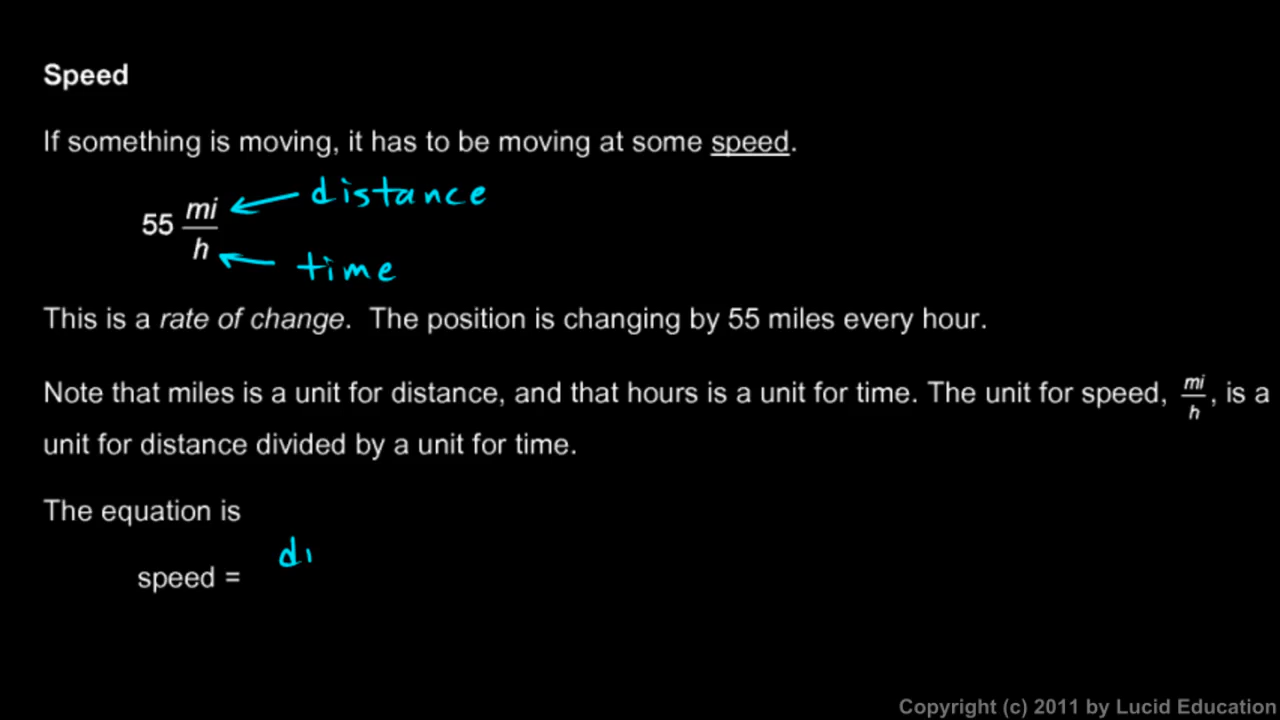 Speed
If something is moving, it has to be moving at some speed.
55 mi/h
distance
time
This is a rate of change. The position is changing by 55 miles every hour.
Note that miles is a unit for distance, and that hours is a unit for time. The unit for speed, mi/h, is a
unit for distance divided by a unit for time.
The equation is
speed = di
Copyright (c) 2011 by Lucid Education